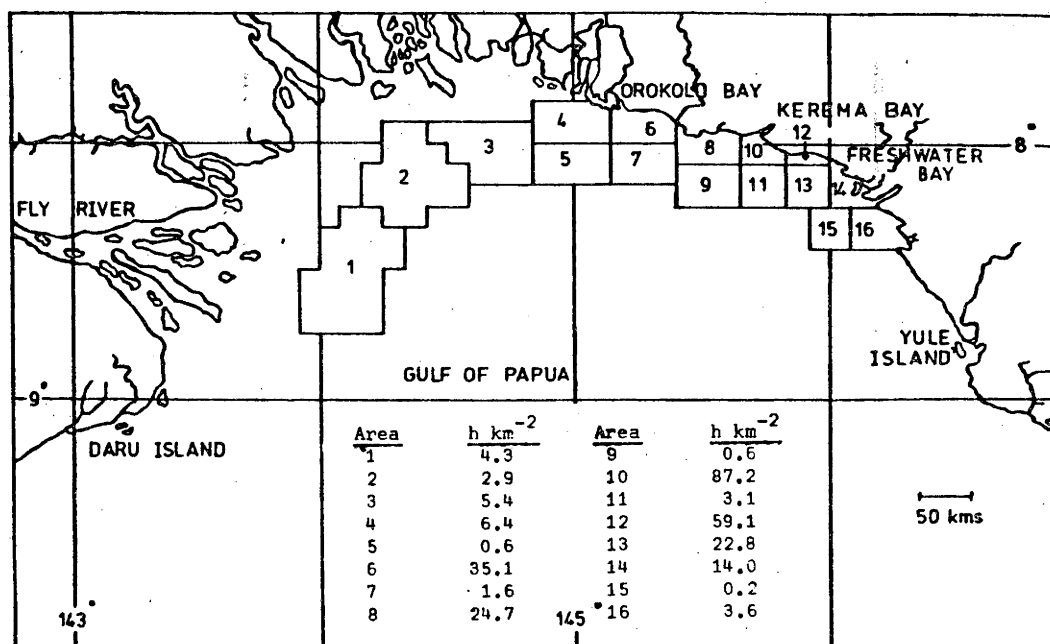 OROKOLO BAY
KEREMA BAY
4
6
12
8°
3
8
10
FRESHWATER
BAY
5
7
2
9
11
13
FLY RIVER
15
16
1
YULE
ISLAND
GULF OF PAPUA
9°
DARU ISLAND
Area h km-2 Area h km-2
1 4.3 9 0.6
2 2.9 10 87.2
3 5.4 11 3.1
4 6.4 12 59.1
5 0.6 13 22.8
6 35.1 14 14.0
7 1.6 15 0.2
8 24.7 16 3.6
50 kms
143°
145°